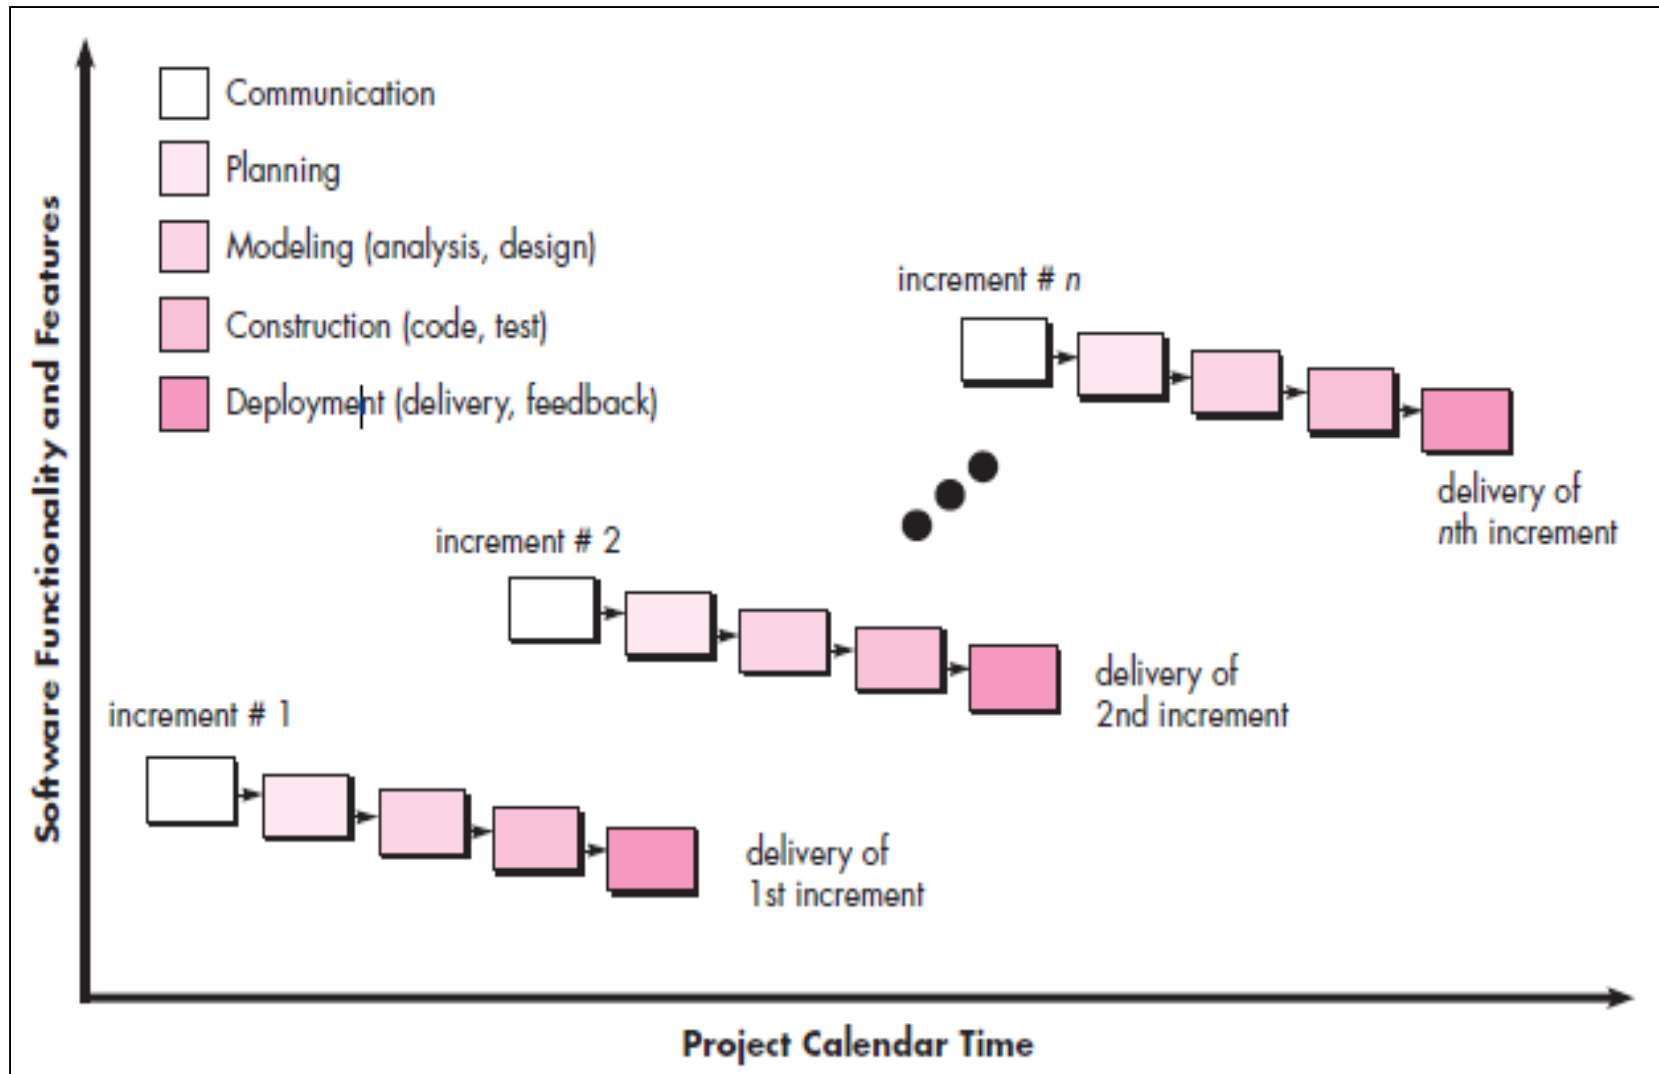 Software Functionality and Features
Communication
Planning
Modeling (analysis, design)
Construction (code, test)
Deployment (delivery, feedback)
increment # n
delivery of
nth increment
increment # 2
delivery of
2nd increment
increment # 1
delivery of
1st increment
Project Calendar Time